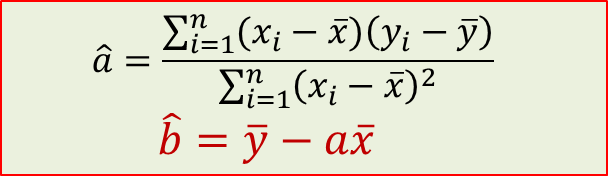 â = ∑ⁿᵢ₌₁(xᵢ − x̄)(yᵢ − ȳ) / ∑ⁿᵢ₌₁(xᵢ − x̄)²
b̂ = ȳ − ax̄